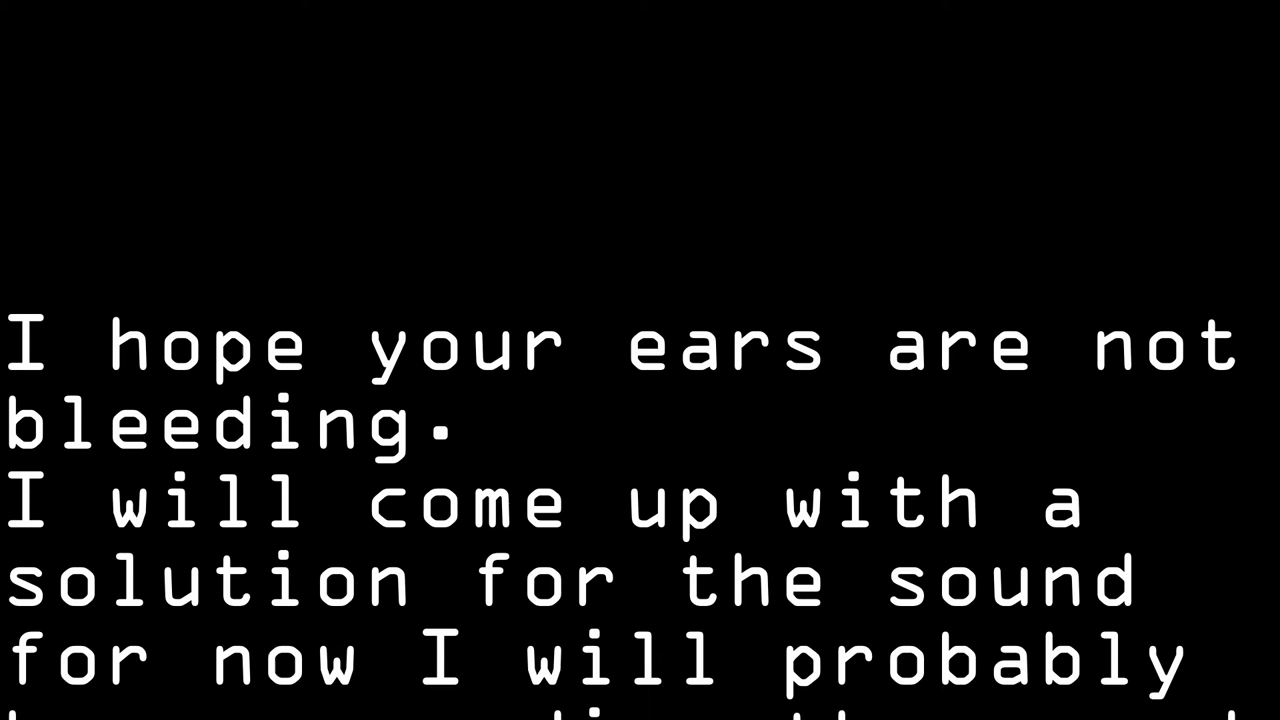 I hope your ears are not
bleeding.
I will come up with a
solution for the sound
for now I will probably